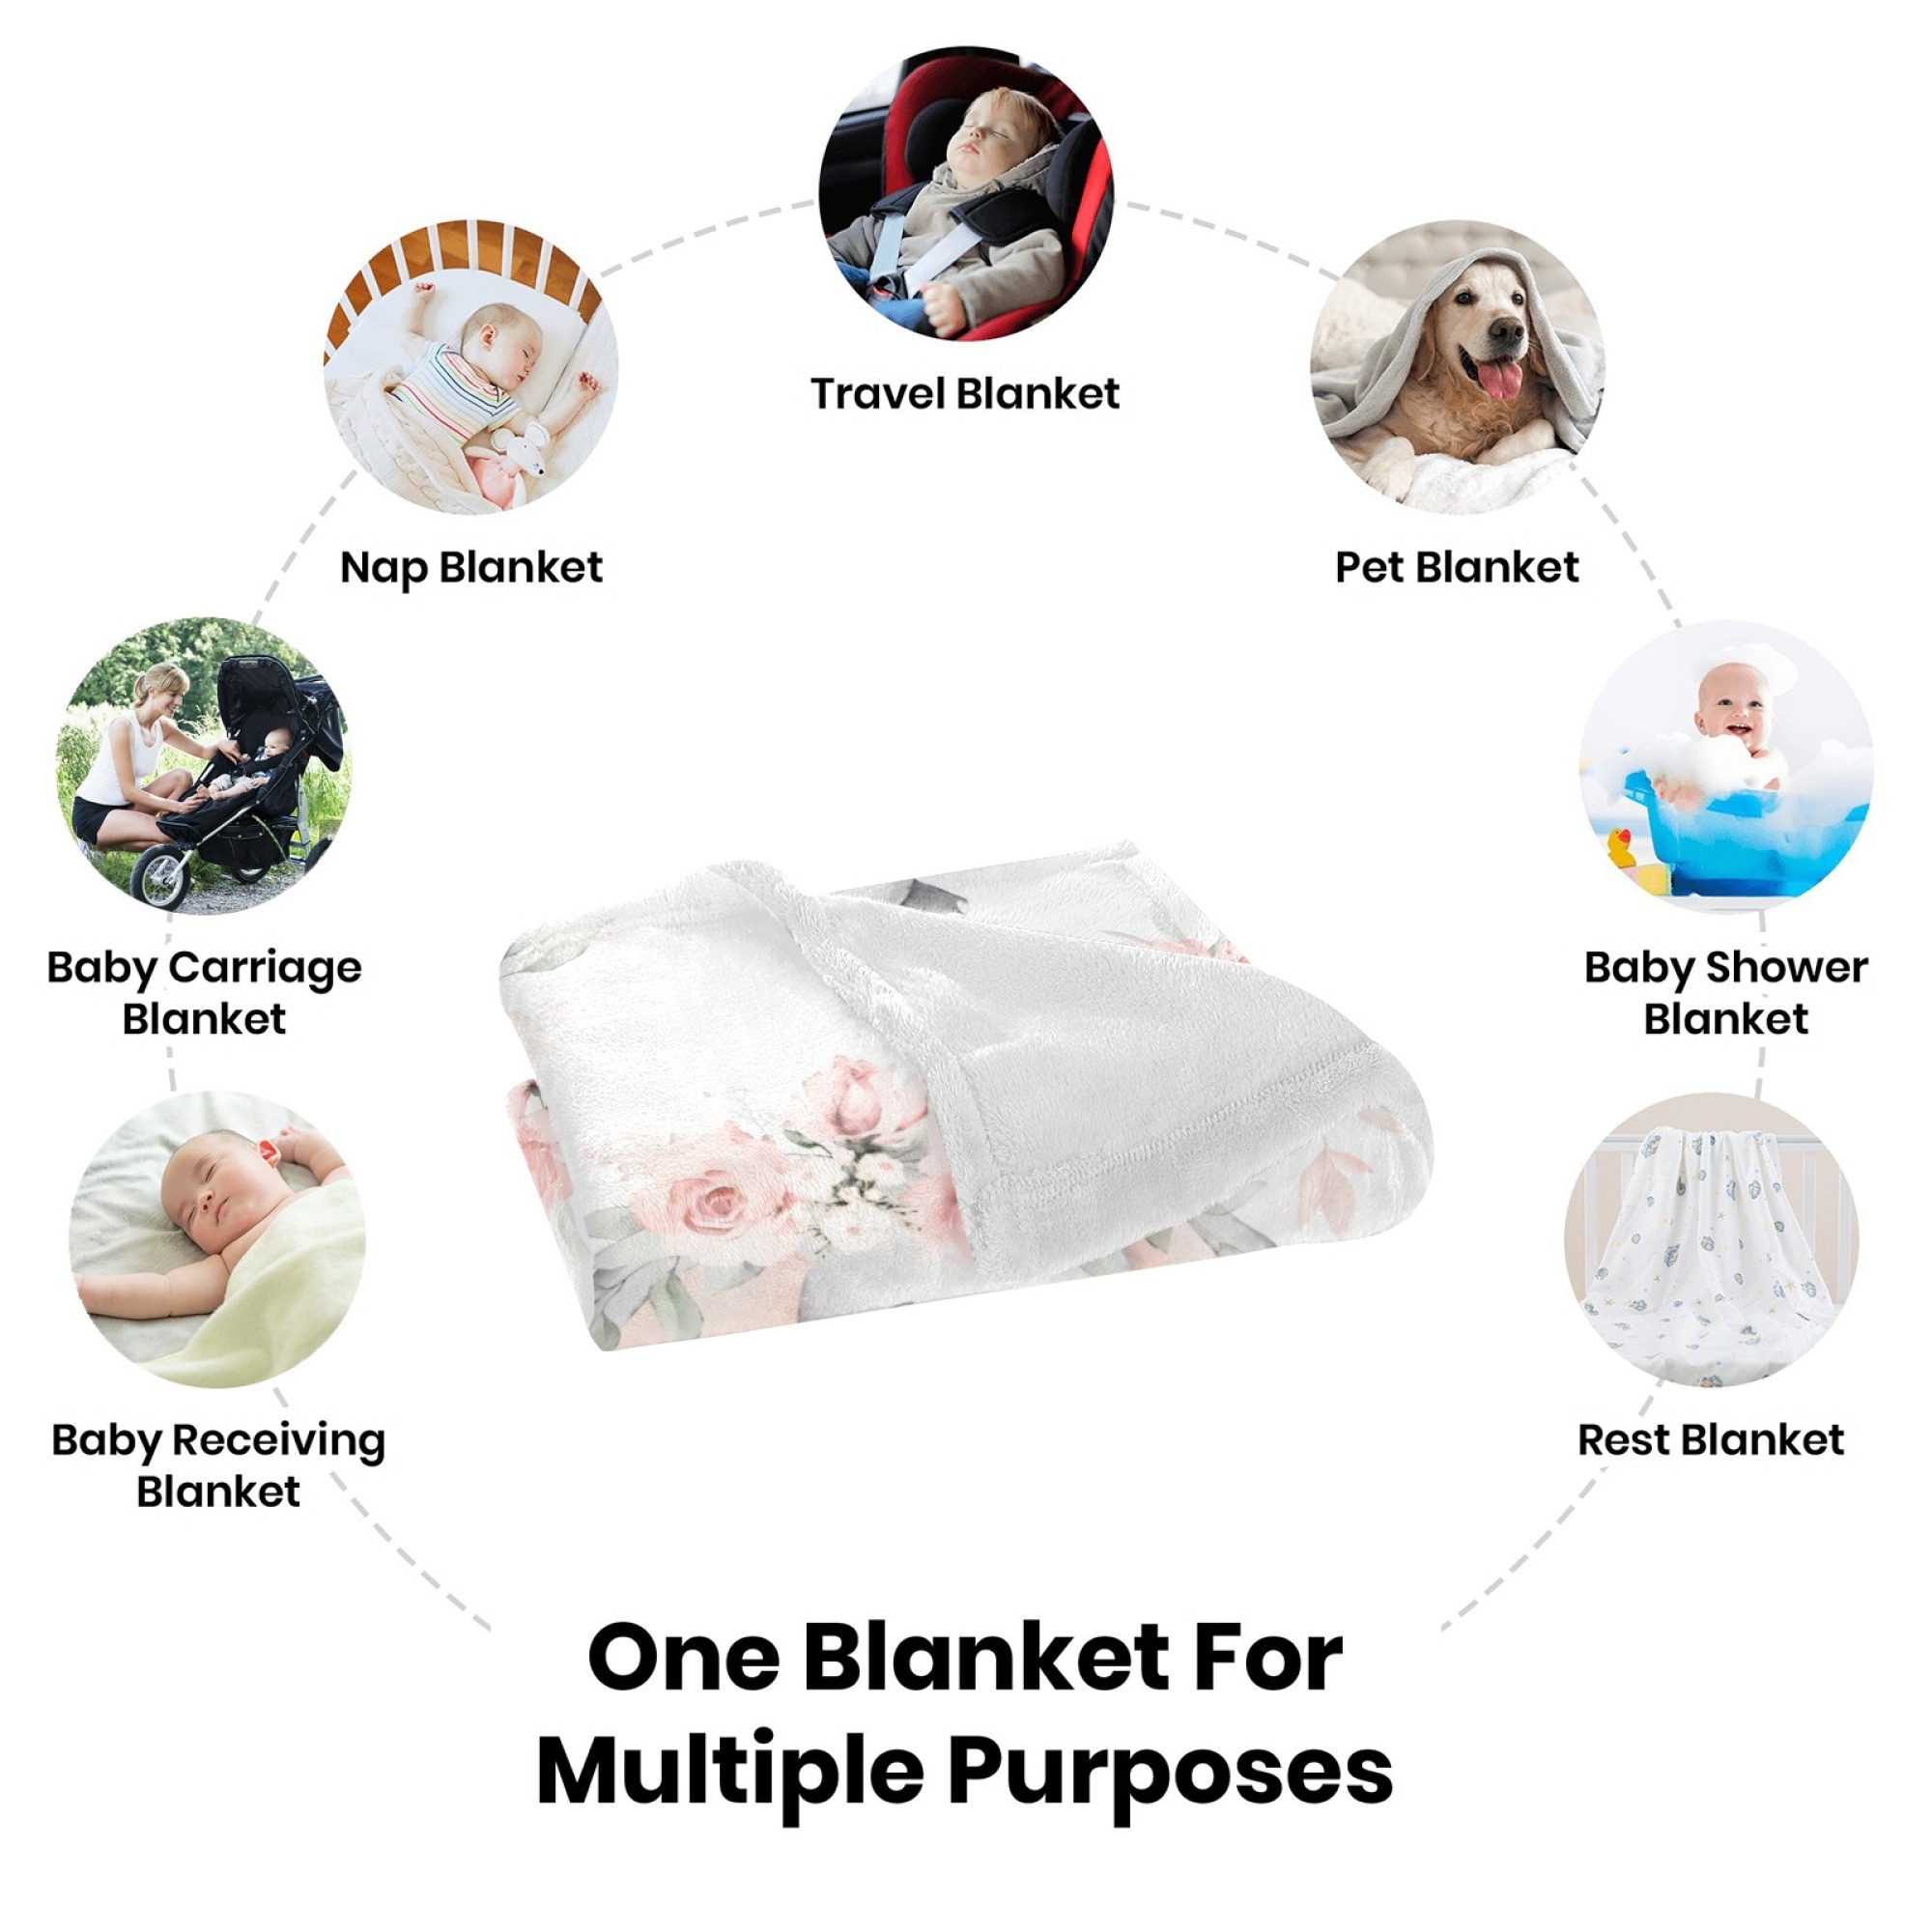 Travel Blanket
Nap Blanket
Pet Blanket
Baby Carriage
Blanket
Baby Shower
Blanket
Baby Receiving
Blanket
Rest Blanket
One Blanket For
Multiple Purposes